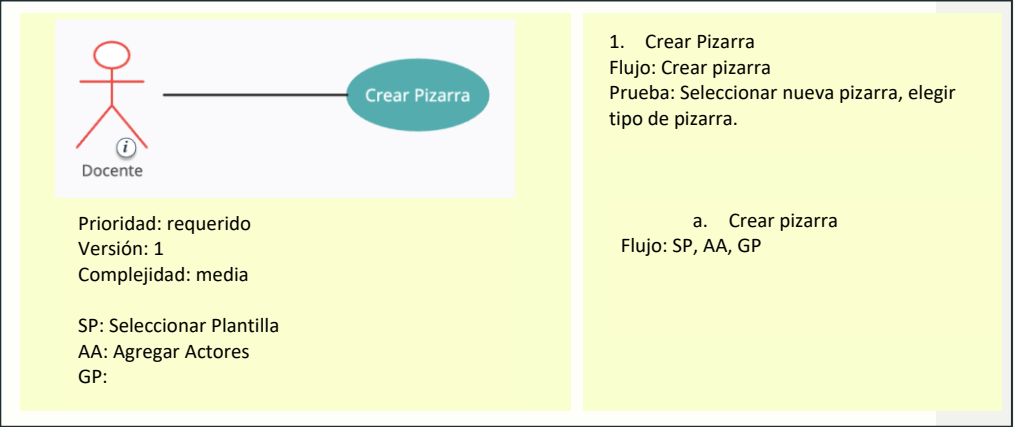 Crear Pizarra
i
Docente
Prioridad: requerido
Versión: 1
Complejidad: media
SP: Seleccionar Plantilla
AA: Agregar Actores
GP:
1. Crear Pizarra
Flujo: Crear pizarra
Prueba: Seleccionar nueva pizarra, elegir
tipo de pizarra.
a. Crear pizarra
Flujo: SP, AA, GP